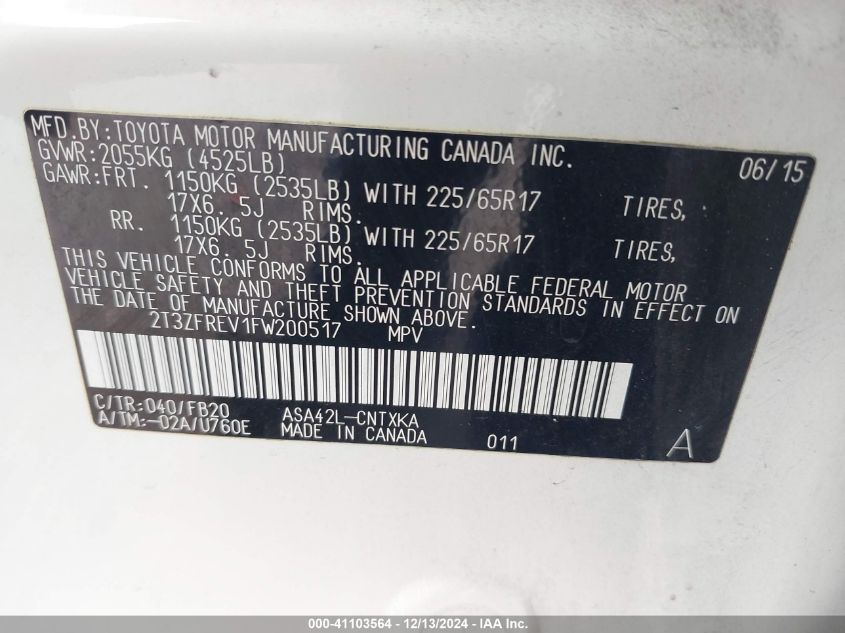 MFD.BY:TOYOTA MOTOR MANUFACTURING CANADA INC. 06/15
GVWR:2055KG (4525LB)
GAWR:FRT. 1150KG (2535LB) WITH 225/65R17 TIRES,
17X6. 5J RIMS.
RR. 1150KG (2535LB) WITH 225/65R17 TIRES,
17X6. 5J RIMS.
THIS VEHICLE CONFORMS TO ALL APPLICABLE FEDERAL MOTOR
VEHICLE SAFETY AND THEFT PREVENTION STANDARDS IN EFFECT ON
THE DATE OF MANUFACTURE SHOWN ABOVE.
2T3ZFREV1FW200517 MPV
C/TR:040/FB20 ASA42L-CNTXKA
A/TM:-02A/U760E MADE IN CANADA 011 A
000-41103564 - 12/13/2024 - IAA Inc.